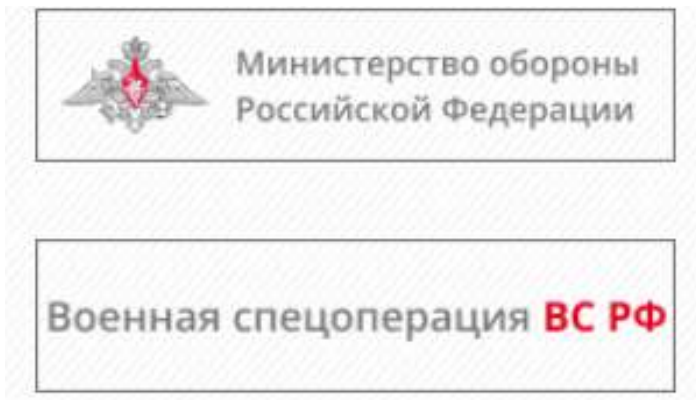 Министерство обороны
Российской Федерации
Военная спецоперация ВС РФ